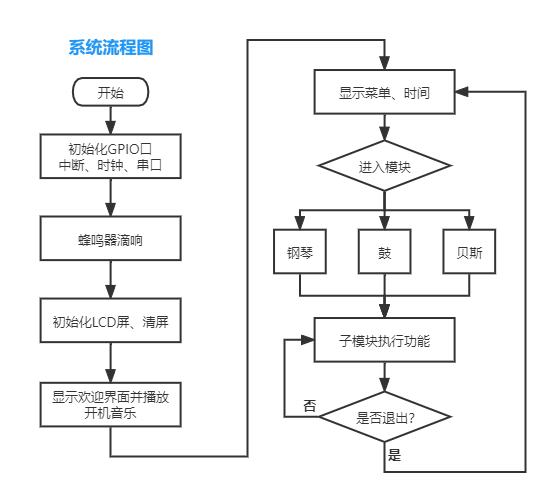 系统流程图
开始
初始化GPIO口
中断、时钟、串口
蜂鸣器滴响
初始化LCD屏、清屏
显示欢迎界面并播放
开机音乐
显示菜单、时间
进入模块
钢琴
鼓
贝斯
子模块执行功能
否
是否退出?
是